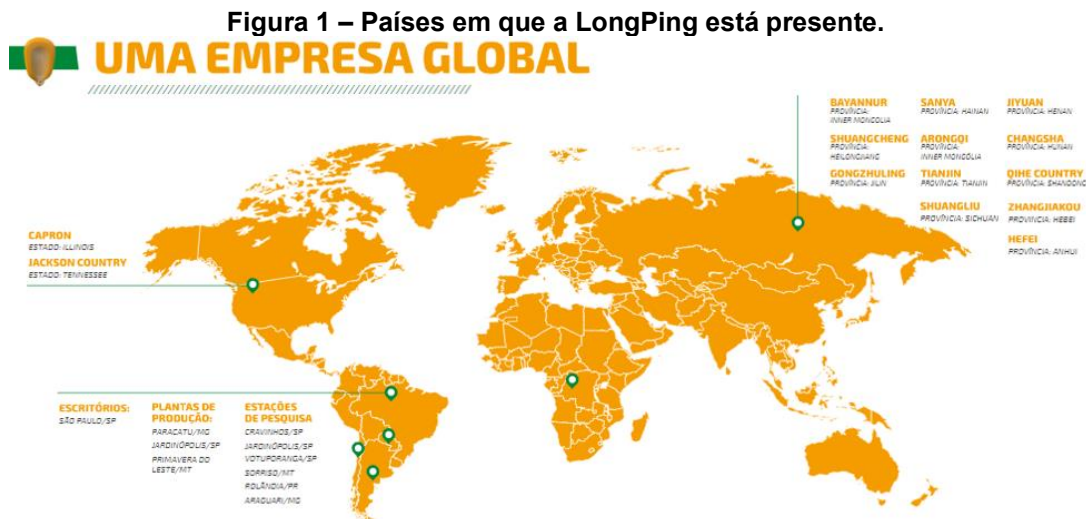 Figura 1 – Países em que a LongPing está presente.
UMA EMPRESA GLOBAL
BAYANNUR
PROVÍNCIA:
INNER MONGOLIA
SANYA
PROVÍNCIA: HAINAN
JIYUAN
PROVÍNCIA: HENAN
SHUANGCHENG
PROVÍNCIA:
HEILONGJIANG
ARONGQI
PROVÍNCIA:
INNER MONGÓLIA
CHANGSHA
PROVÍNCIA: HUNAN
GONGZHULING
PROVÍNCIA: JILIN
TIANJIN
PROVÍNCIA: TIANJIN
QIHE COUNTRY
PROVÍNCIA: SHANDONG
SHUANGLIU
PROVÍNCIA: SICHUAN
ZHANGJIAKOU
PROVIINCIA: HEBEI
HEFEI
PROVÍNCIA: ANHUI
CAPRON
ESTADO: ILLINOIS
JACKSON COUNTRY
ESTADO: TENNESSEE
ESCRITÓRIOS:
SÃO PAULO/SP
PLANTAS DE
PRODUÇÃO:
PARACATU/MG
JARDINÓPOLIS/SP
PRIMAVERA DO
LESTE/MT
ESTAÇÕES
DE PESQUISA
CRAVINHOS/SP
JARDINÓPOLIS/SP
VOTUPORANGA/SP
SORRISO/MT
ROLÂNDIA/PR
ARAGUARI/MG